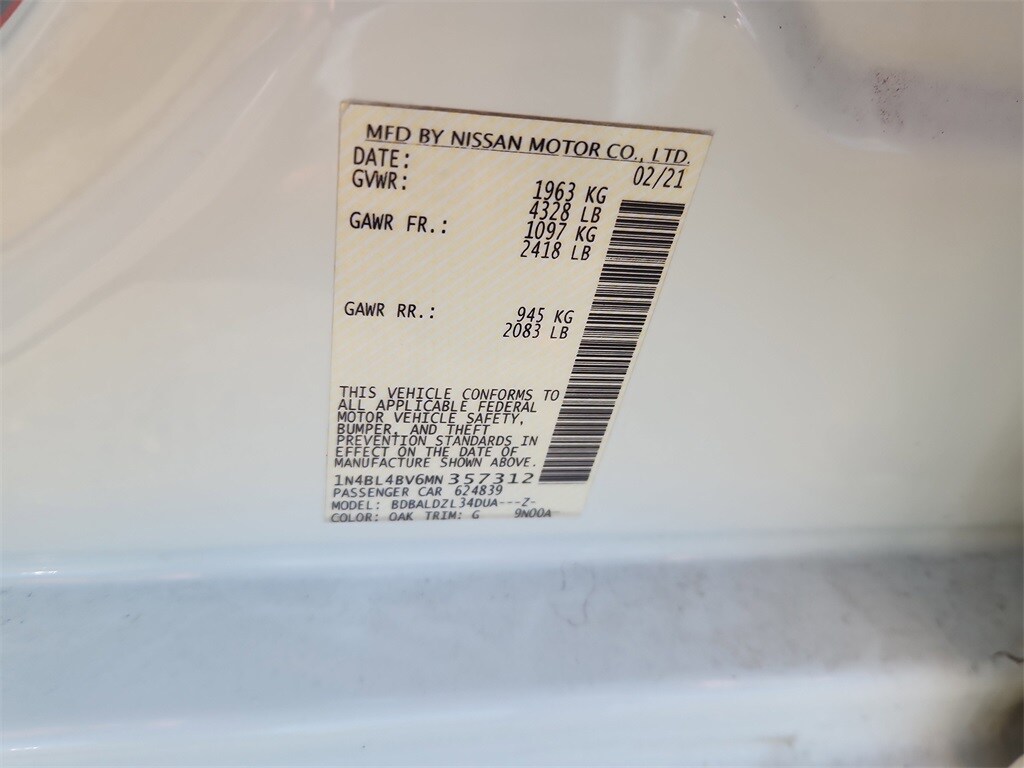 MFD BY NISSAN MOTOR CO., LTD.
DATE: 02/21
GVWR: 1963 KG
4328 LB
GAWR FR.: 1097 KG
2418 LB
GAWR RR.: 945 KG
2083 LB
THIS VEHICLE CONFORMS TO
ALL APPLICABLE FEDERAL
MOTOR VEHICLE SAFETY,
BUMPER, AND THEFT
PREVENTION STANDARDS IN
EFFECT ON THE DATE OF
MANUFACTURE SHOWN ABOVE.
1N4BL4BV6MN357312
PASSENGER CAR 624839
MODEL: BDBALDZL34DUA---Z-
COLOR: QAK TRIM: G 9N00A